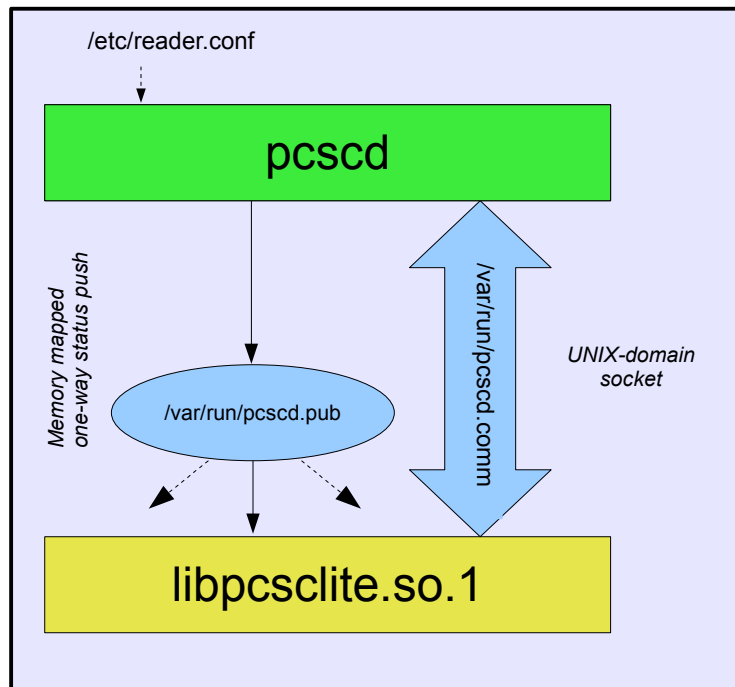 /etc/reader.conf
pcscd
Memory mapped
one-way status push
/var/run/pcscd.pub
/var/run/pcscd.comm
UNIX-domain
socket
libpcsclite.so.1